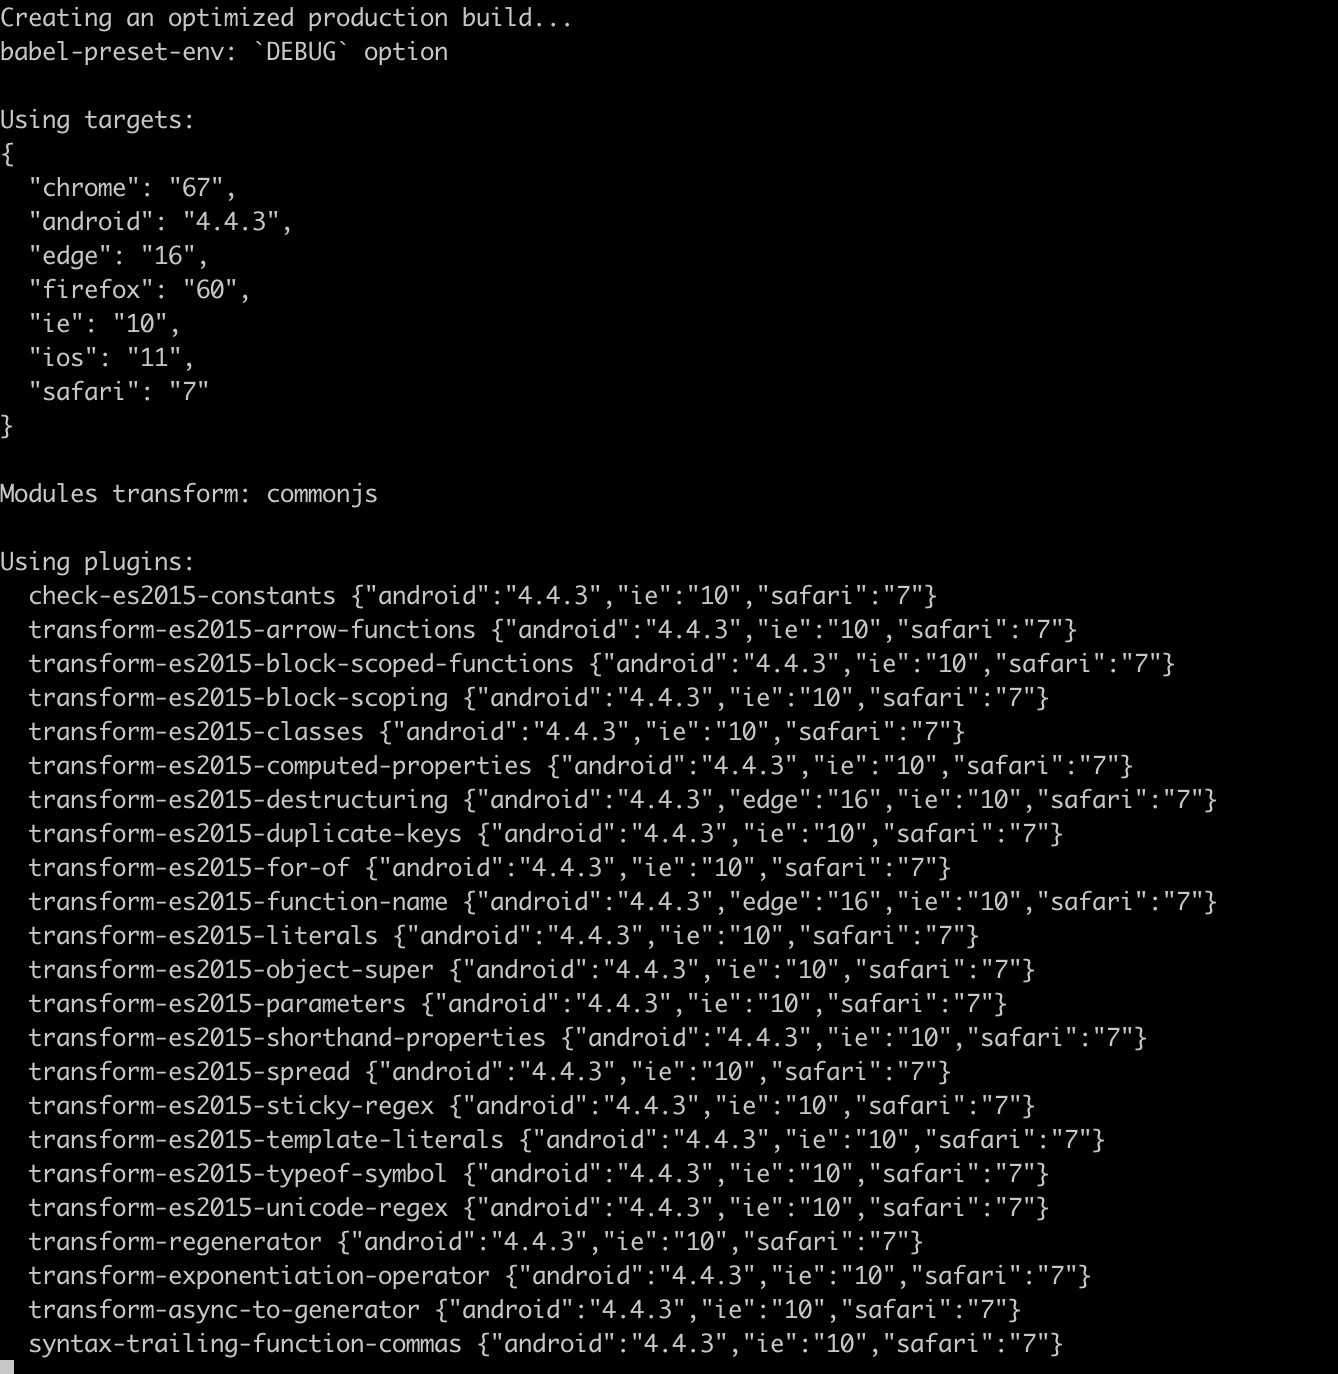 Creating an optimized production build...
babel-preset-env: `DEBUG` option

Using targets:
{
  "chrome": "67",
  "android": "4.4.3",
  "edge": "16",
  "firefox": "60",
  "ie": "10",
  "ios": "11",
  "safari": "7"
}

Modules transform: commonjs

Using plugins:
  check-es2015-constants {"android":"4.4.3","ie":"10","safari":"7"}
  transform-es2015-arrow-functions {"android":"4.4.3","ie":"10","safari":"7"}
  transform-es2015-block-scoped-functions {"android":"4.4.3","ie":"10","safari":"7"}
  transform-es2015-block-scoping {"android":"4.4.3","ie":"10","safari":"7"}
  transform-es2015-classes {"android":"4.4.3","ie":"10","safari":"7"}
  transform-es2015-computed-properties {"android":"4.4.3","ie":"10","safari":"7"}
  transform-es2015-destructuring {"android":"4.4.3","edge":"16","ie":"10","safari":"7"}
  transform-es2015-duplicate-keys {"android":"4.4.3","ie":"10","safari":"7"}
  transform-es2015-for-of {"android":"4.4.3","ie":"10","safari":"7"}
  transform-es2015-function-name {"android":"4.4.3","edge":"16","ie":"10","safari":"7"}
  transform-es2015-literals {"android":"4.4.3","ie":"10","safari":"7"}
  transform-es2015-object-super {"android":"4.4.3","ie":"10","safari":"7"}
  transform-es2015-parameters {"android":"4.4.3","ie":"10","safari":"7"}
  transform-es2015-shorthand-properties {"android":"4.4.3","ie":"10","safari":"7"}
  transform-es2015-spread {"android":"4.4.3","ie":"10","safari":"7"}
  transform-es2015-sticky-regex {"android":"4.4.3","ie":"10","safari":"7"}
  transform-es2015-template-literals {"android":"4.4.3","ie":"10","safari":"7"}
  transform-es2015-typeof-symbol {"android":"4.4.3","ie":"10","safari":"7"}
  transform-es2015-unicode-regex {"android":"4.4.3","ie":"10","safari":"7"}
  transform-regenerator {"android":"4.4.3","ie":"10","safari":"7"}
  transform-exponentiation-operator {"android":"4.4.3","ie":"10","safari":"7"}
  transform-async-to-generator {"android":"4.4.3","ie":"10","safari":"7"}
  syntax-trailing-function-commas {"android":"4.4.3","ie":"10","safari":"7"}